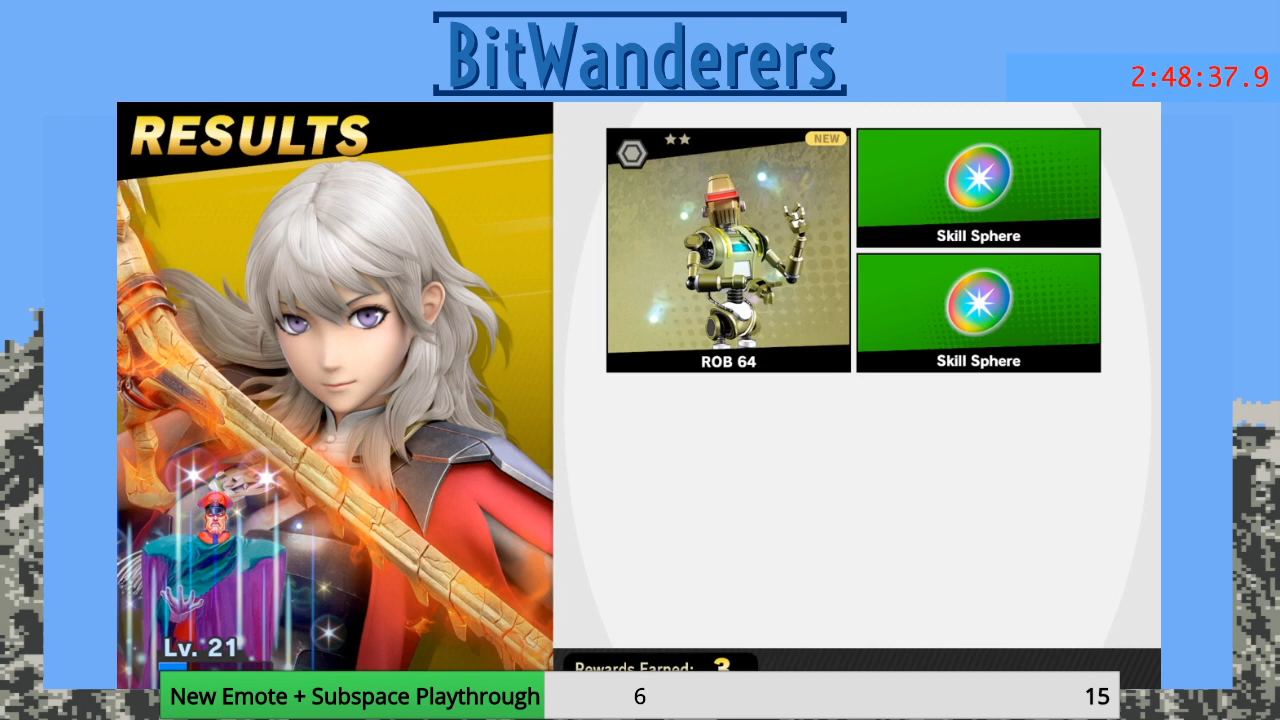 BitWanderers
2:48:37.9
RESULTS
NEW
ROB 64
Skill Sphere
Skill Sphere
Lv. 21
Rewards Earned: 3
New Emote + Subspace Playthrough 6 15